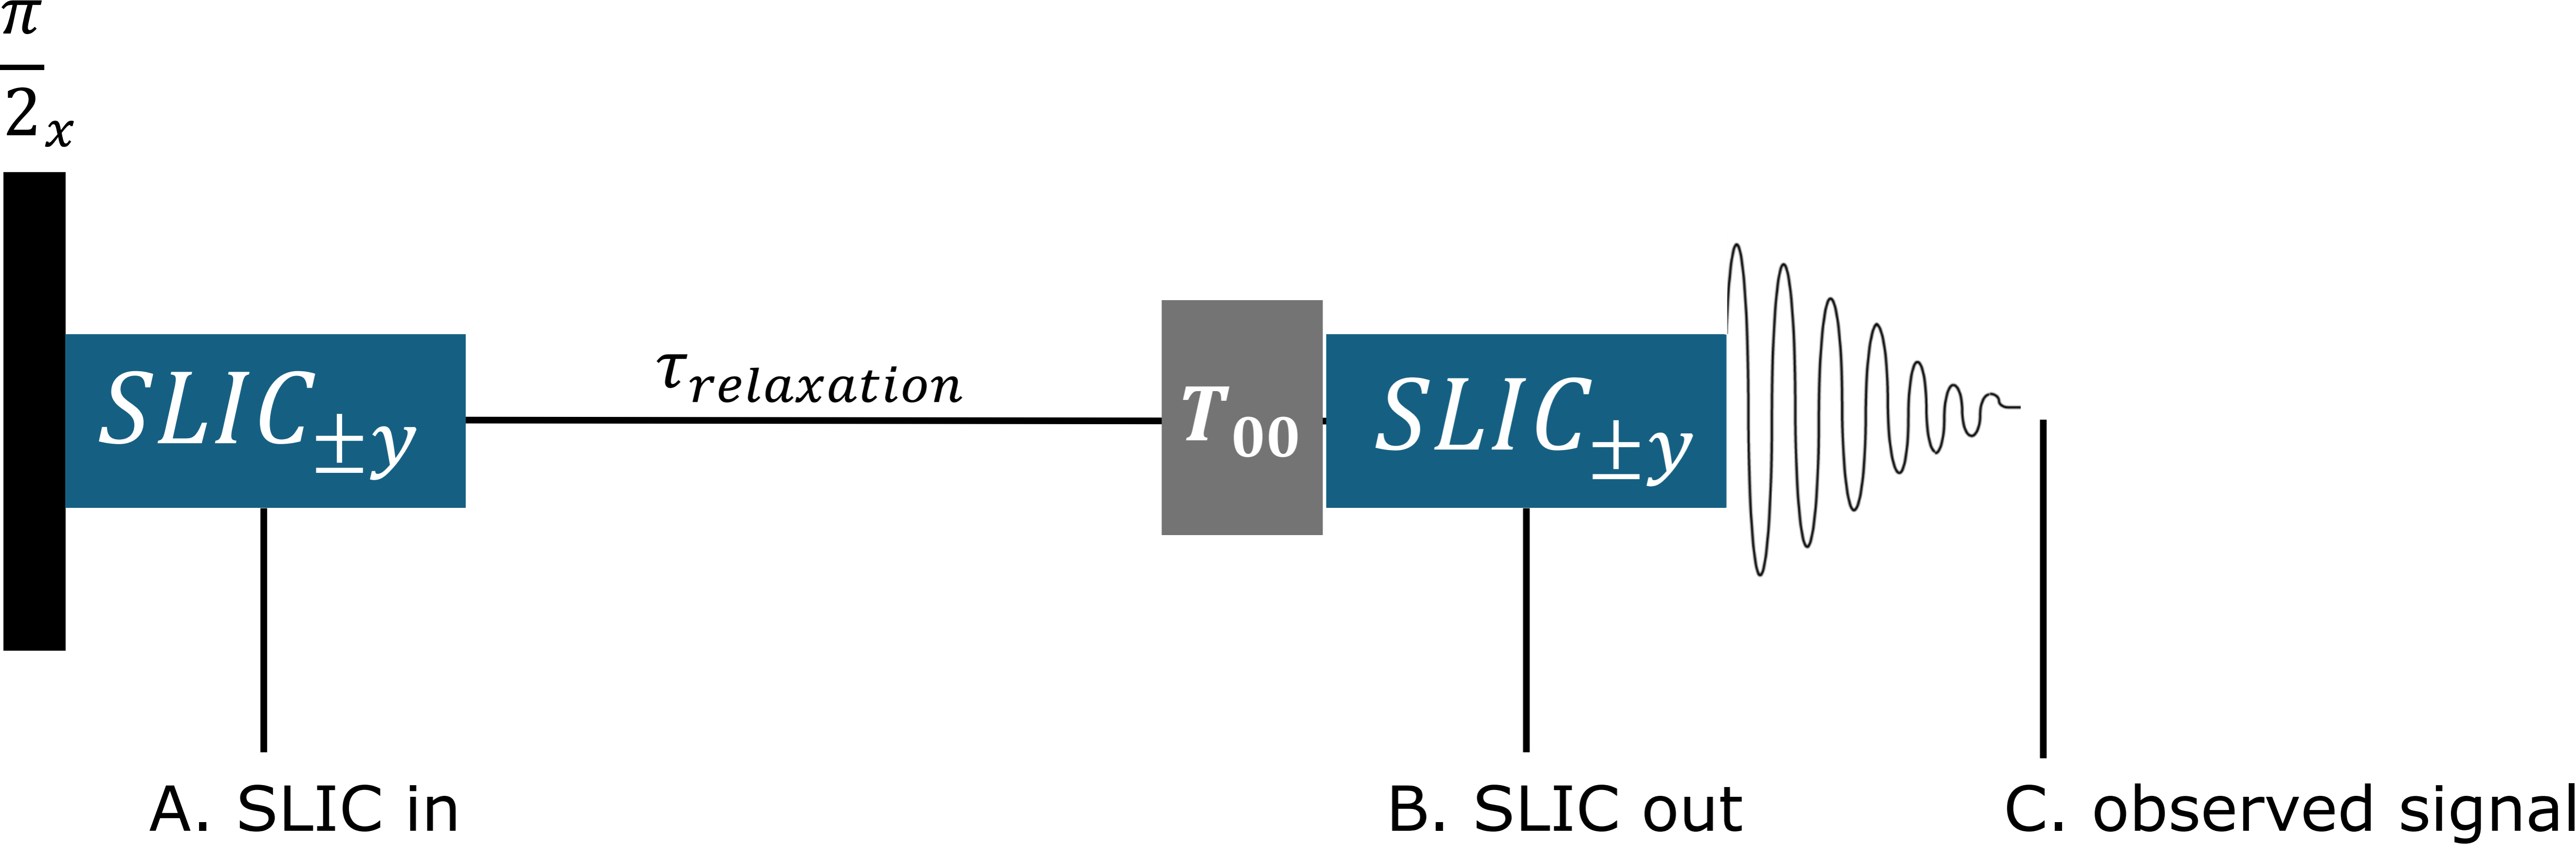 π
2x
SLIC±y
τrelaxation
T00
SLIC±y
A. SLIC in
B. SLIC out
C. observed signal